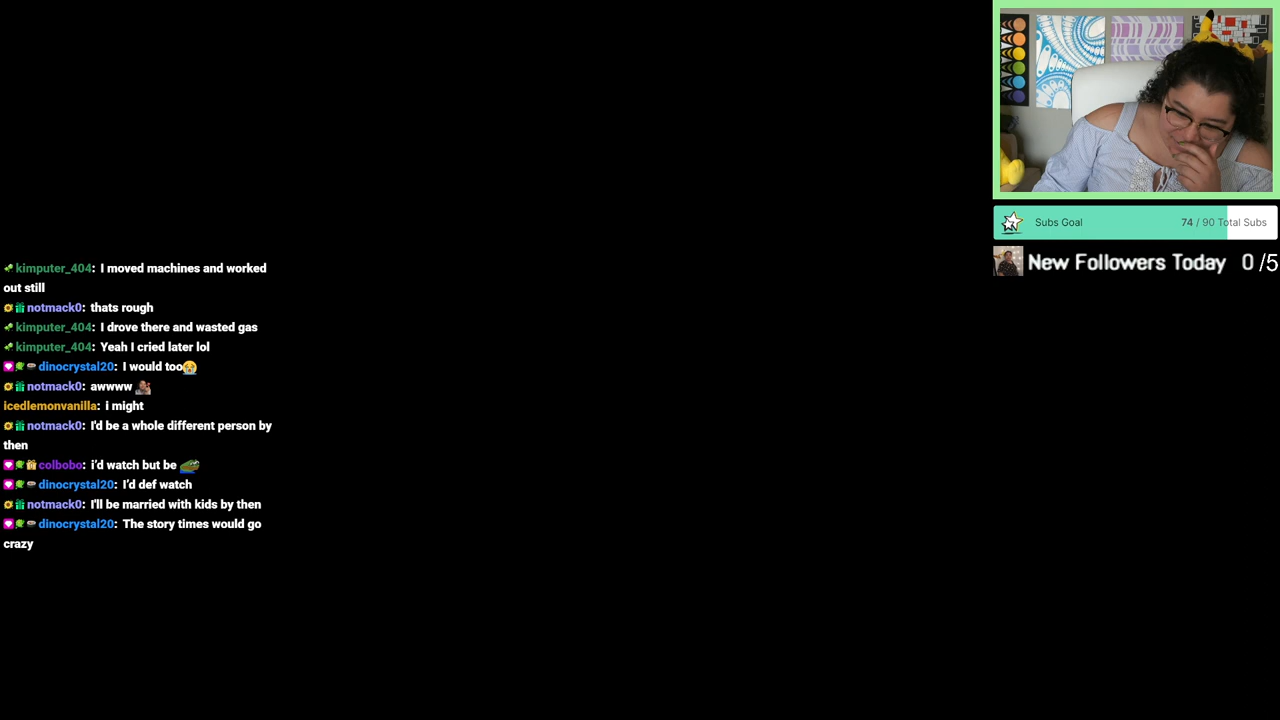 Subs Goal 74 / 90 Total Subs
New Followers Today 0 /5
kimputer_404: I moved machines and worked
out still
notmack0: thats rough
kimputer_404: I drove there and wasted gas
kimputer_404: Yeah I cried later lol
dinocrystal20: I would too😭
notmack0: awwww
icedlemonvanilla: i might
notmack0: I'd be a whole different person by
then
colbobo: i’d watch but be
dinocrystal20: I’d def watch
notmack0: I'll be married with kids by then
dinocrystal20: The story times would go
crazy